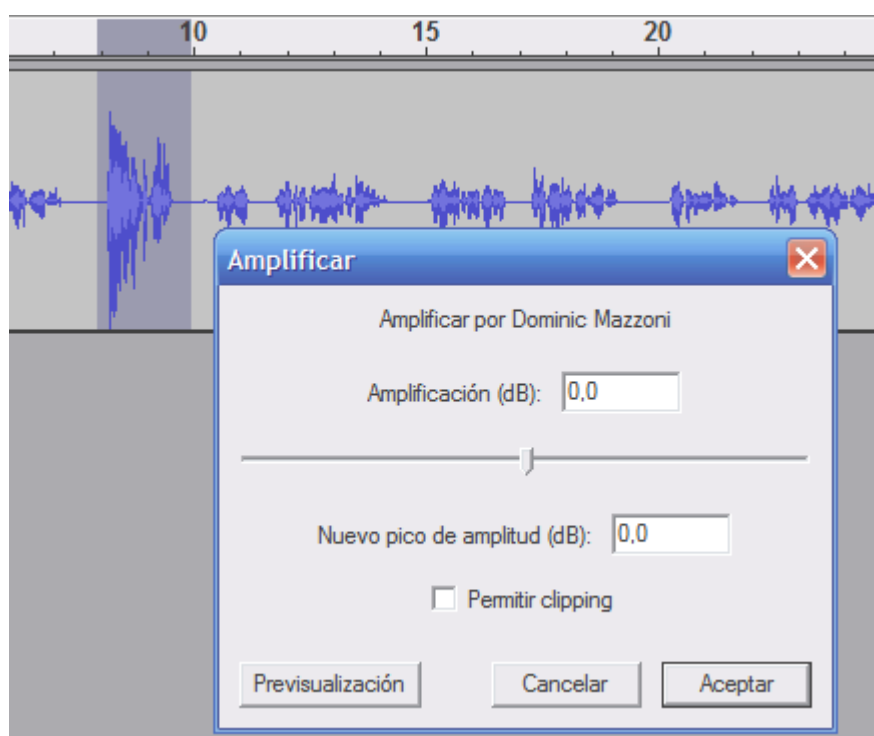 10 15 20
Amplificar
Amplificar por Dominic Mazzoni
Amplificación (dB): 0,0
Nuevo pico de amplitud (dB): 0,0
Permitir clipping
Previsualización Cancelar Aceptar